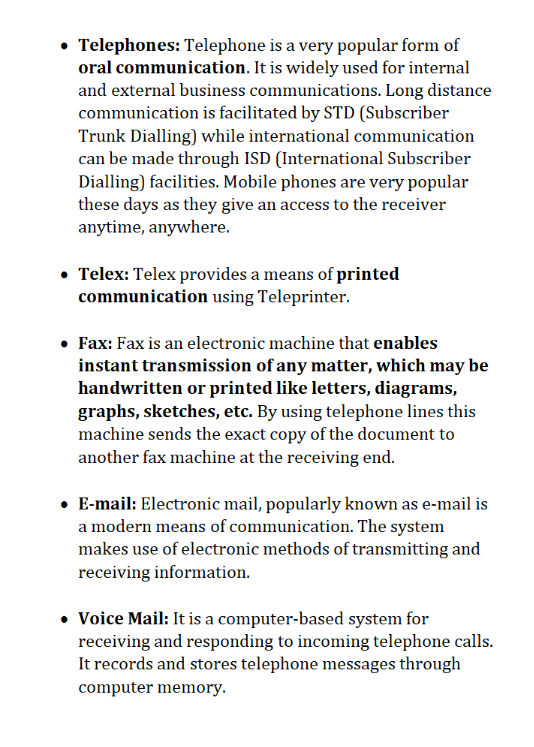 • Telephones: Telephone is a very popular form of
oral communication. It is widely used for internal
and external business communications. Long distance
communication is facilitated by STD (Subscriber
Trunk Dialling) while international communication
can be made through ISD (International Subscriber
Dialling) facilities. Mobile phones are very popular
these days as they give an access to the receiver
anytime, anywhere.
• Telex: Telex provides a means of printed
communication using Teleprinter.
• Fax: Fax is an electronic machine that enables
instant transmission of any matter, which may be
handwritten or printed like letters, diagrams,
graphs, sketches, etc. By using telephone lines this
machine sends the exact copy of the document to
another fax machine at the receiving end.
• E-mail: Electronic mail, popularly known as e-mail is
a modern means of communication. The system
makes use of electronic methods of transmitting and
receiving information.
• Voice Mail: It is a computer-based system for
receiving and responding to incoming telephone calls.
It records and stores telephone messages through
computer memory.